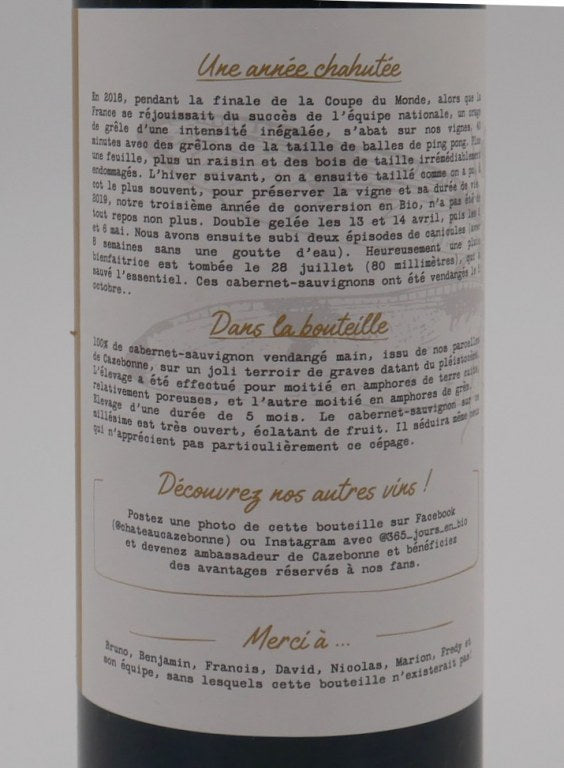 Une année chahutée
En 2018, pendant la finale de la Coupe du Monde, alors que la
France se réjouissait du succès de l'équipe nationale, un orage
de grêle d'une intensité inégalée, s'abat sur nos vignes, 40
minutes avec des grêlons de la taille de balles de ping pong. Plus
une feuille, plus un raisin et des bois de taille irrémédiablement
endommagés. L'hiver suivant, on a ensuite taillé comme on a pu, à
cot le plus souvent, pour préserver la vigne et sa durée de vie.
2019, notre troisième année de conversion en Bio, n'a pas été de
tout repos non plus. Double gelée les 13 et 14 avril, puis les
et 6 mai. Nous avons ensuite subi deux épisodes de canicules
8 semaines sans une goutte d'eau). Heureusement une pluie
bienfaitrice est tombée le 28 juillet (80 millimètres), qui a
sauvé l'essentiel. Ces cabernet-sauvignons ont été vendangés le
octobre..
Dans la bouteille
100% de cabernet-sauvignon vendangé main, issu de nos parcelles
de Cazebonne, sur un joli terroir de graves datant du pléistocène.
L'élevage a été effectué pour moitié en amphores de terre cuite,
relativement poreuses, et l'autre moitié en amphores de grès.
Elevage d'une durée de 5 mois. Le cabernet-sauvignon sur ce
millésime est très ouvert, éclatant de fruit. Il séduira même ceux
qui n'apprécient pas particulièrement ce cépage.
Découvrez nos autres vins !
Postez une photo de cette bouteille sur Facebook
(@chateaucazebonne) ou Instagram avec @365_jours_en_bio
et devenez ambassadeur de Cazebonne et bénéficiez
des avantages réservés à nos fans.
Merci à ...
Bruno, Benjamin, Francis, David, Nicolas, Marion, Fredy et
son équipe, sans lesquels cette bouteille n'existerait pas!